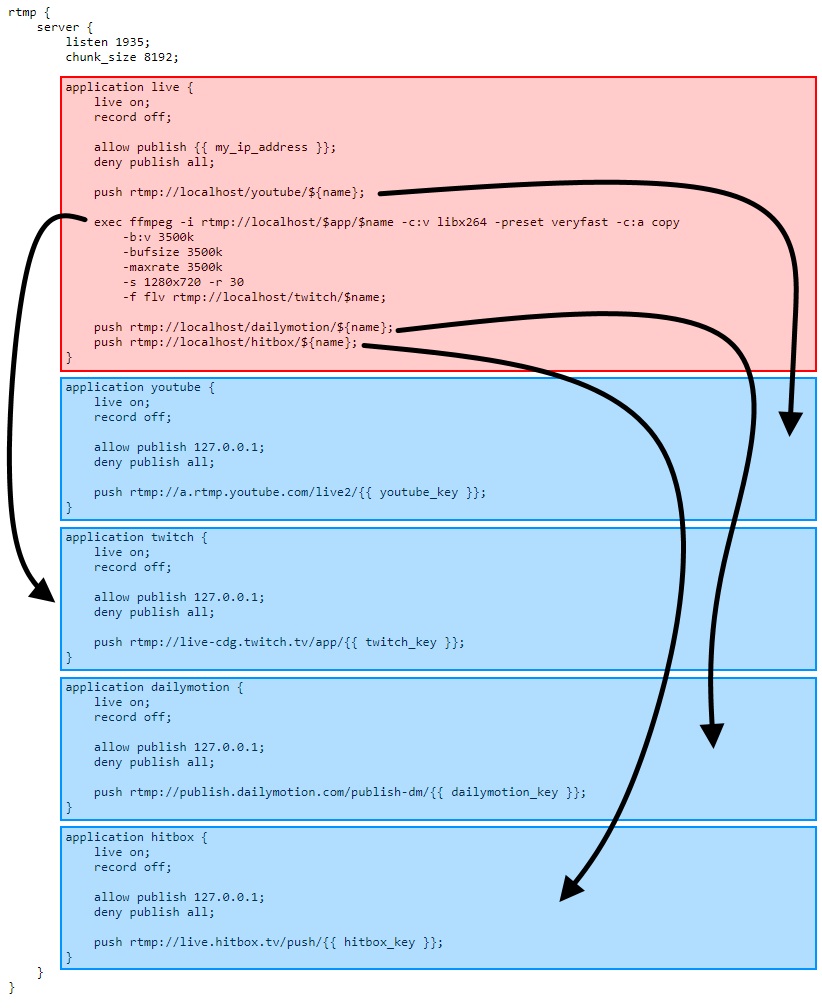 rtmp {
    server {
        listen 1935;
        chunk_size 8192;
        application live {
            live on;
            record off;

            allow publish {{ my_ip_address }};
            deny publish all;

            push rtmp://localhost/youtube/${name};

            exec ffmpeg -i rtmp://localhost/$app/$name -c:v libx264 -preset veryfast -c:a copy
                -b:v 3500k
                -bufsize 3500k
                -maxrate 3500k
                -s 1280x720 -r 30
                -f flv rtmp://localhost/twitch/$name;

            push rtmp://localhost/dailymotion/${name};
            push rtmp://localhost/hitbox/${name};
        }
        application youtube {
            live on;
            record off;

            allow publish 127.0.0.1;
            deny publish all;

            push rtmp://a.rtmp.youtube.com/live2/{{ youtube_key }};
        }
        application twitch {
            live on;
            record off;

            allow publish 127.0.0.1;
            deny publish all;

            push rtmp://live-cdg.twitch.tv/app/{{ twitch_key }};
        }
        application dailymotion {
            live on;
            record off;

            allow publish 127.0.0.1;
            deny publish all;

            push rtmp://publish.dailymotion.com/publish-dm/{{ dailymotion_key }};
        }
        application hitbox {
            live on;
            record off;

            allow publish 127.0.0.1;
            deny publish all;

            push rtmp://live.hitbox.tv/push/{{ hitbox_key }};
        }
    }
}